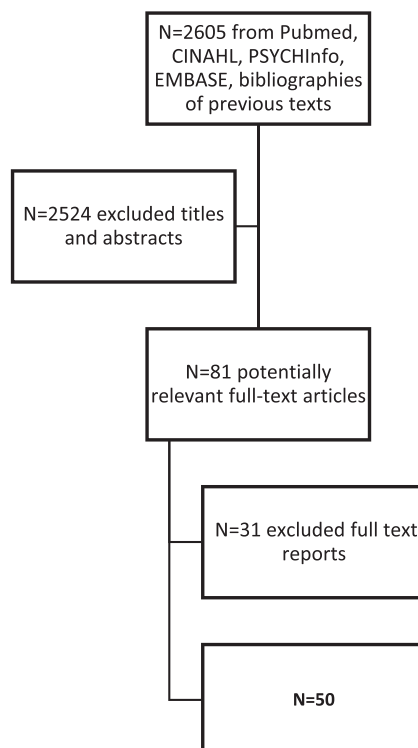 N=2605 from Pubmed,
CINAHL, PSYCHInfo,
EMBASE, bibliographies
of previous texts
N=2524 excluded titles
and abstracts
N=81 potentially
relevant full-text articles
N=31 excluded full text
reports
N=50